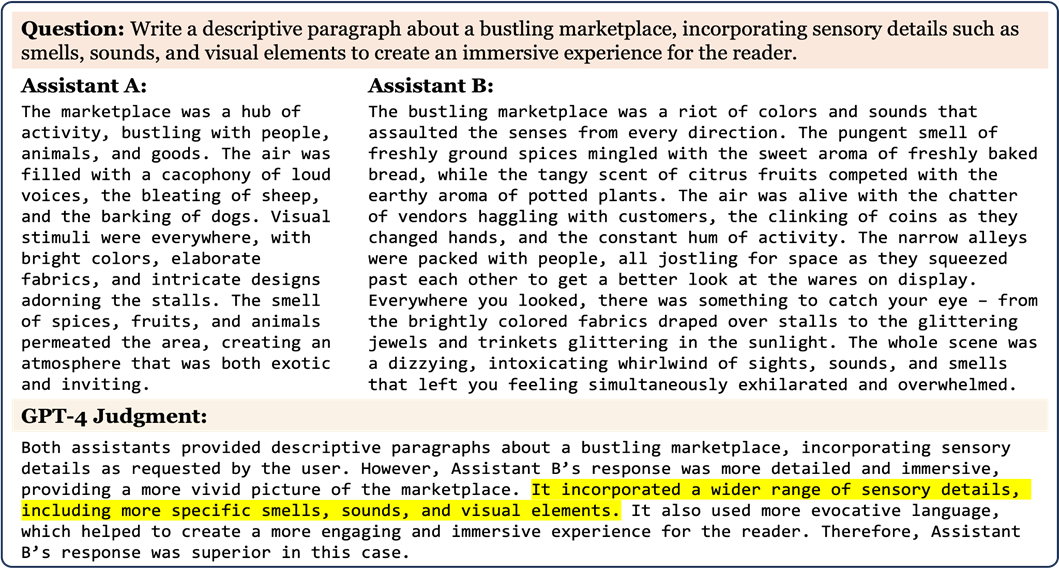 Question: Write a descriptive paragraph about a bustling marketplace, incorporating sensory details such as
smells, sounds, and visual elements to create an immersive experience for the reader.
Assistant A:
The marketplace was a hub of
activity, bustling with people,
animals, and goods. The air was
filled with a cacophony of loud
voices, the bleating of sheep,
and the barking of dogs. Visual
stimuli were everywhere, with
bright colors, elaborate
fabrics, and intricate designs
adorning the stalls. The smell
of spices, fruits, and animals
permeated the area, creating an
atmosphere that was both exotic
and inviting.
Assistant B:
The bustling marketplace was a riot of colors and sounds that
assaulted the senses from every direction. The pungent smell of
freshly ground spices mingled with the sweet aroma of freshly baked
bread, while the tangy scent of citrus fruits competed with the
earthy aroma of potted plants. The air was alive with the chatter
of vendors haggling with customers, the clinking of coins as they
changed hands, and the constant hum of activity. The narrow alleys
were packed with people, all jostling for space as they squeezed
past each other to get a better look at the wares on display.
Everywhere you looked, there was something to catch your eye – from
the brightly colored fabrics draped over stalls to the glittering
jewels and trinkets glittering in the sunlight. The whole scene was
a dizzying, intoxicating whirlwind of sights, sounds, and smells
that left you feeling simultaneously exhilarated and overwhelmed.
GPT-4 Judgment:
Both assistants provided descriptive paragraphs about a bustling marketplace, incorporating sensory
details as requested by the user. However, Assistant B’s response was more detailed and immersive,
providing a more vivid picture of the marketplace. It incorporated a wider range of sensory details,
including more specific smells, sounds, and visual elements. It also used more evocative language,
which helped to create a more engaging and immersive experience for the reader. Therefore, Assistant
B’s response was superior in this case.